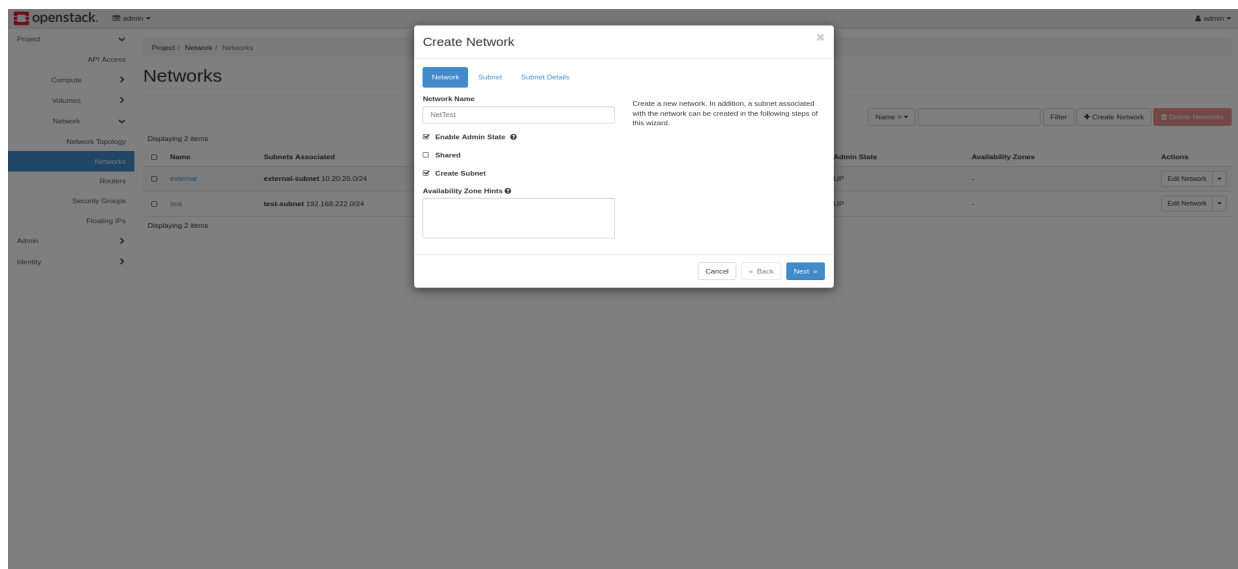 openstack. admin
admin
Project
API Access
Compute
Volumes
Network
Network Topology
Networks
Routers
Security Groups
Floating IPs
Admin
Identity
Project / Network / Networks
Networks
Name = Filter + Create Network Delete Networks
Displaying 2 items
Name Subnets Associated Admin State Availability Zones Actions
external external-subnet 10.20.20.0/24 UP - Edit Network
test test-subnet 192.168.222.0/24 UP - Edit Network
Displaying 2 items
Create Network
Network Subnet Subnet Details
Network Name
NetTest
Enable Admin State
Shared
Create Subnet
Availability Zone Hints
Create a new network. In addition, a subnet associated
with the network can be created in the following steps of
this wizard.
Cancel « Back Next »